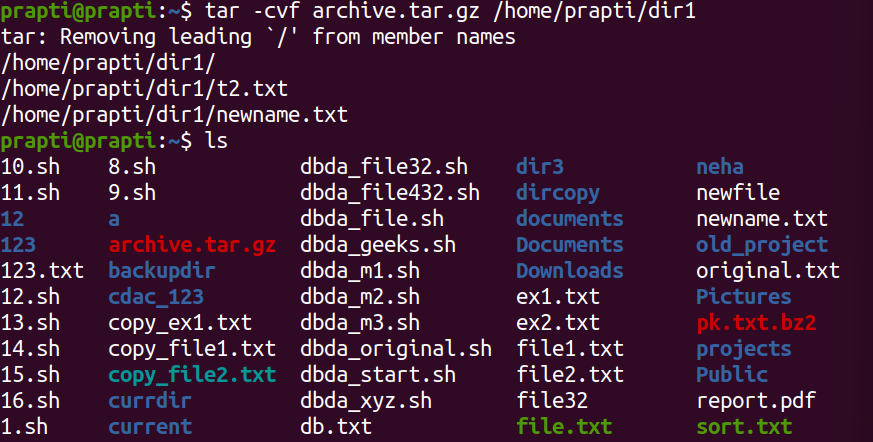 prapti@prapti:~$ tar -cvf archive.tar.gz /home/prapti/dir1
tar: Removing leading `/' from member names
/home/prapti/dir1/
/home/prapti/dir1/t2.txt
/home/prapti/dir1/newname.txt
prapti@prapti:~$ ls
10.sh 8.sh dbda_file32.sh dir3 neha
11.sh 9.sh dbda_file432.sh dircopy newfile
12 a dbda_file.sh documents newname.txt
123 archive.tar.gz dbda_geeks.sh Documents old_project
123.txt backupdir dbda_m1.sh Downloads original.txt
12.sh cdac_123 dbda_m2.sh ex1.txt Pictures
13.sh copy_ex1.txt dbda_m3.sh ex2.txt pk.txt.bz2
14.sh copy_file1.txt dbda_original.sh file1.txt projects
15.sh copy_file2.txt dbda_start.sh file2.txt Public
16.sh currdir dbda_xyz.sh file32 report.pdf
1.sh current db.txt file.txt sort.txt